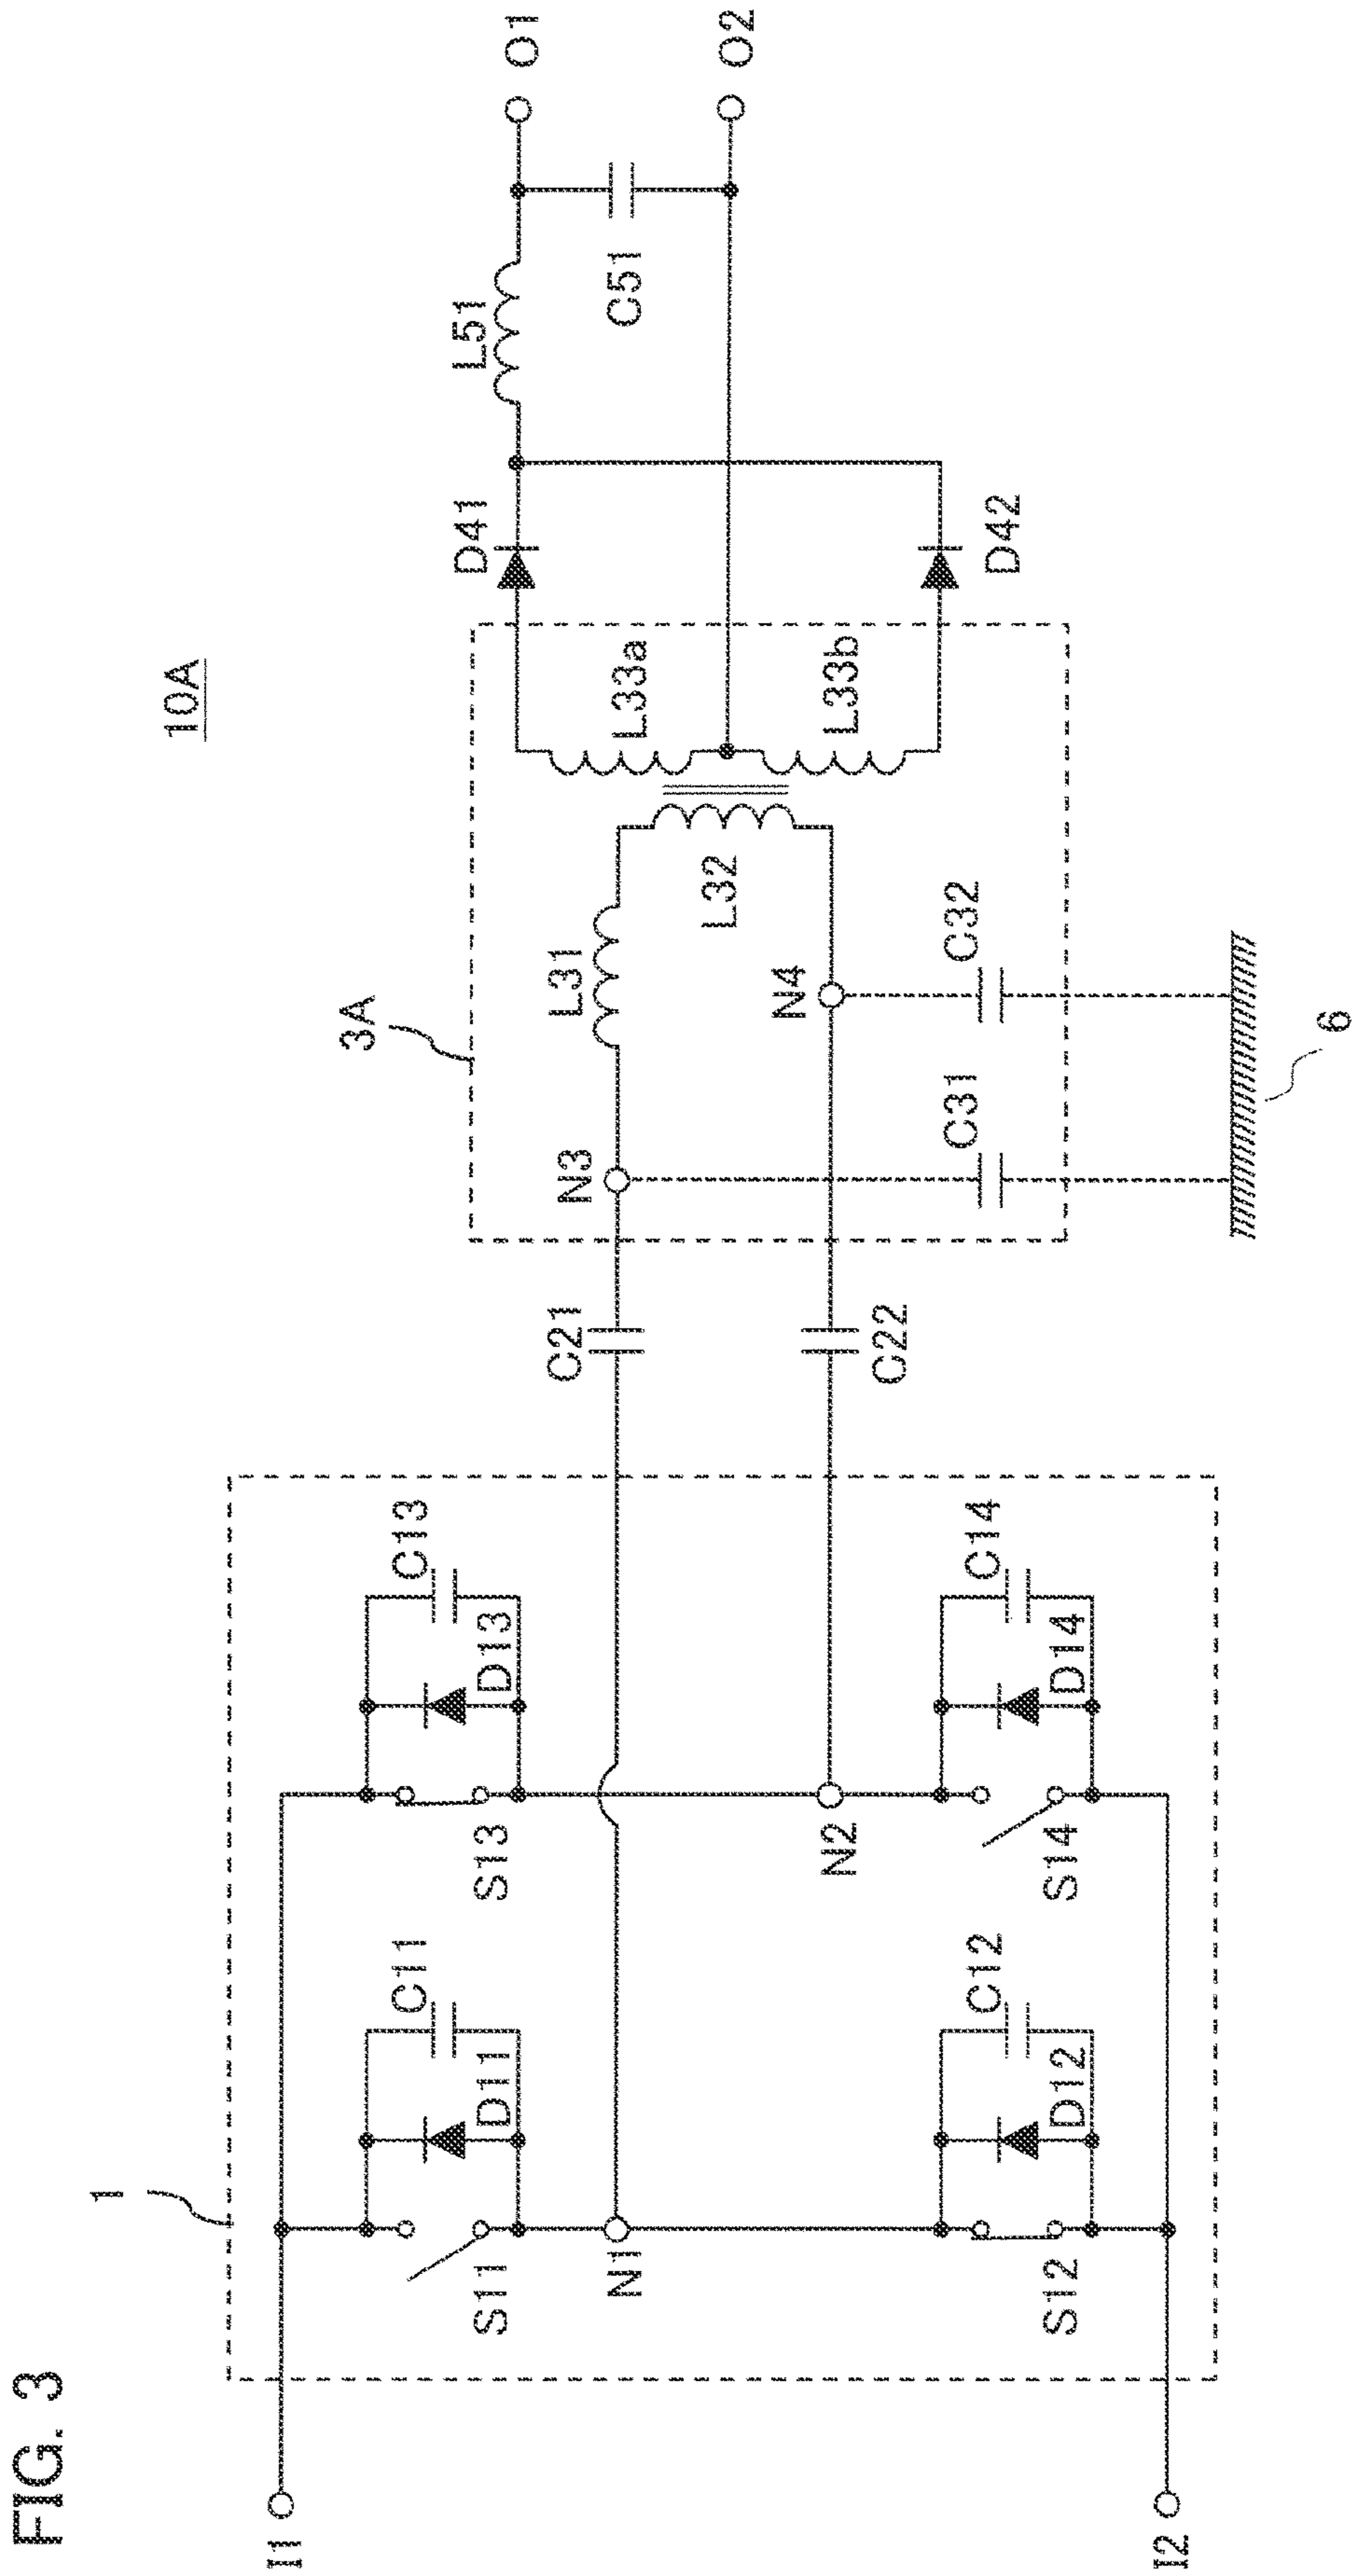 FIG. 3
10A
1
3A
I1
I2
S11
D11
C11
S13
D13
C13
N1
N2
S12
D12
C12
S14
D14
C14
C21
C22
N3
L31
N4
L32
C31
C32
6
L33a
L33b
D41
D42
L51
C51
O1
O2